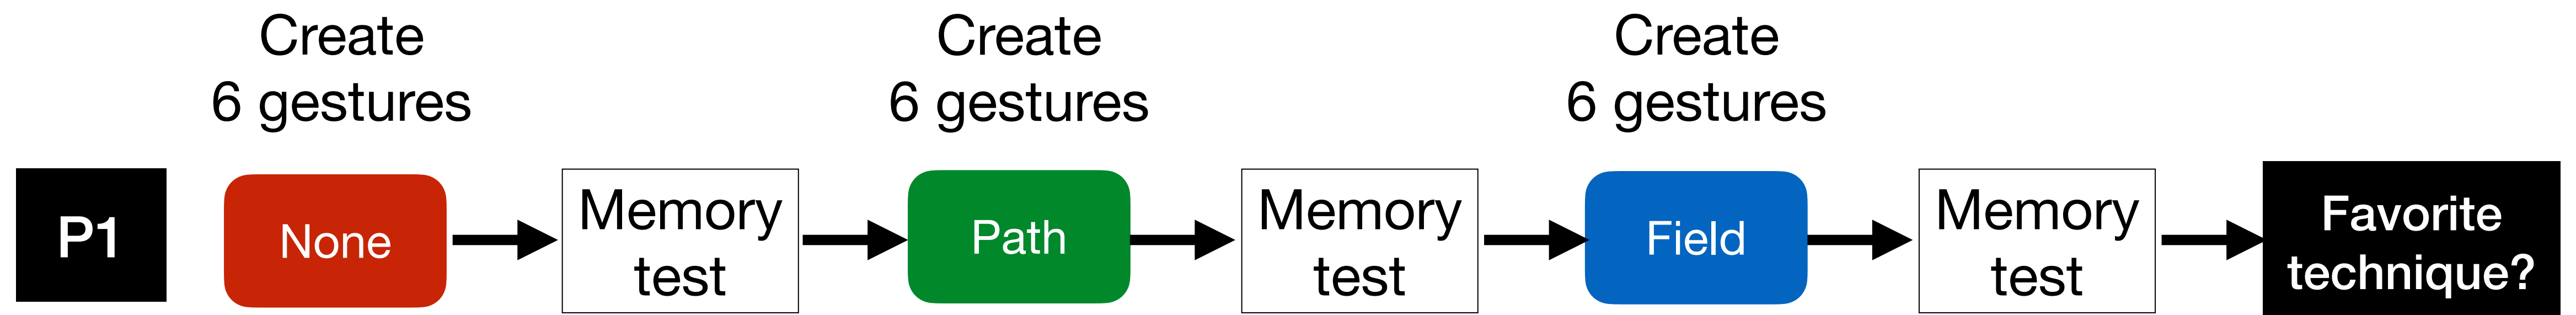 Create
6 gestures
Create
6 gestures
Create
6 gestures
P1
None
Memory
test
Path
Memory
test
Field
Memory
test
Favorite
technique?